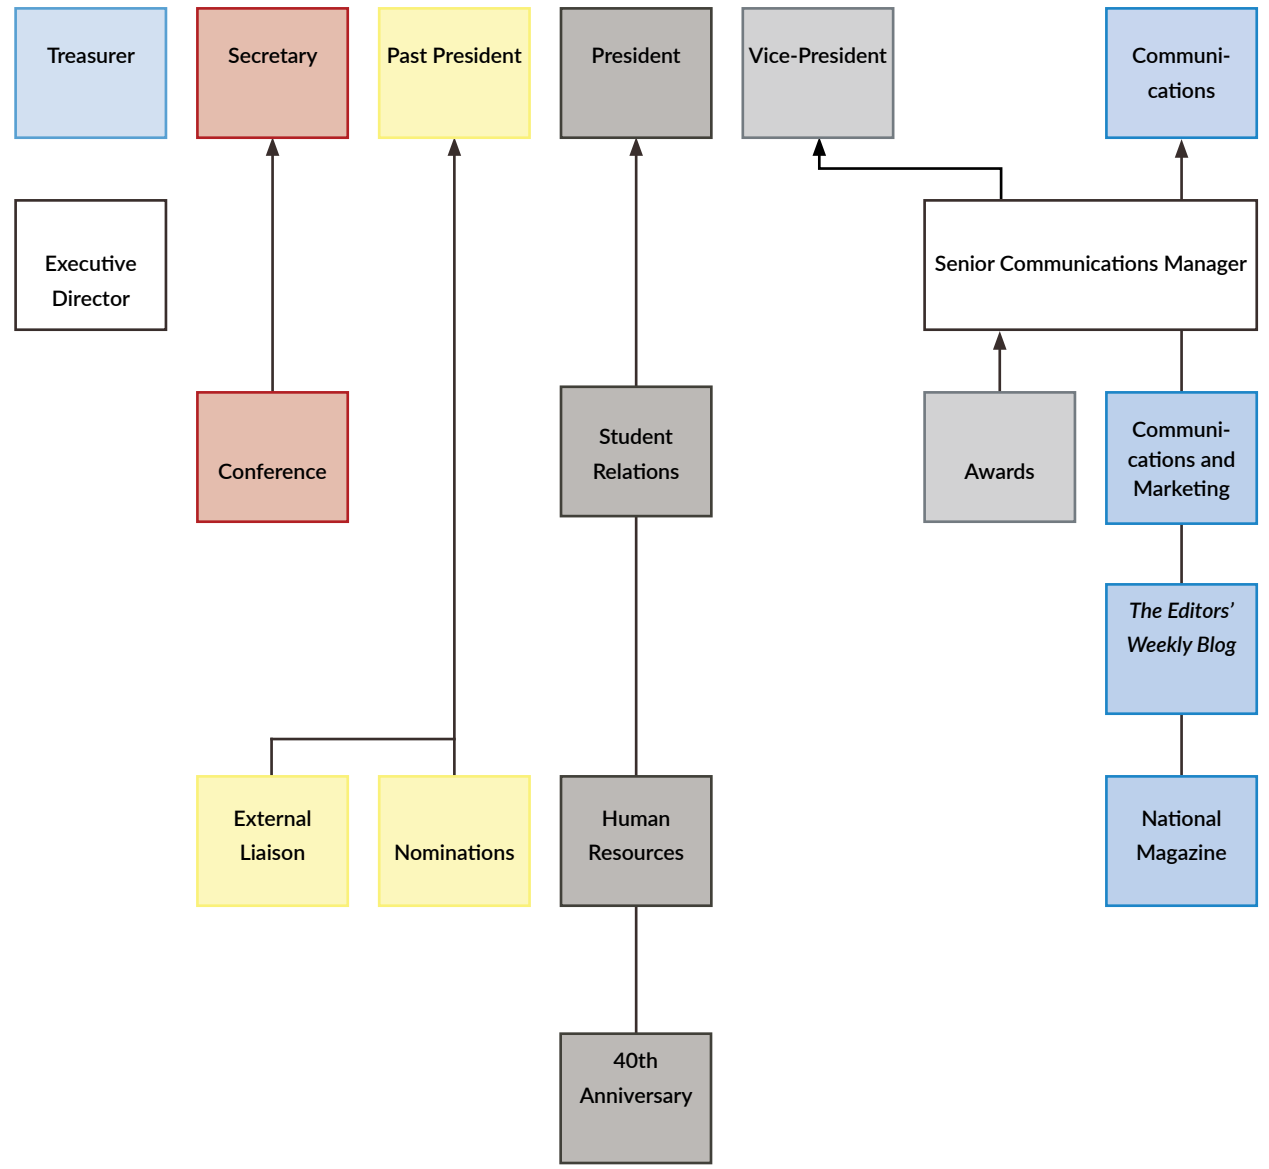 Treasurer
Secretary
Past President
President
Vice-President
Communi-
cations
Executive
Director
Senior Communications Manager
Conference
Student
Relations
Awards
Communi-
cations and
Marketing
The Editors’
Weekly Blog
External
Liaison
Nominations
Human
Resources
National
Magazine
40th
Anniversary